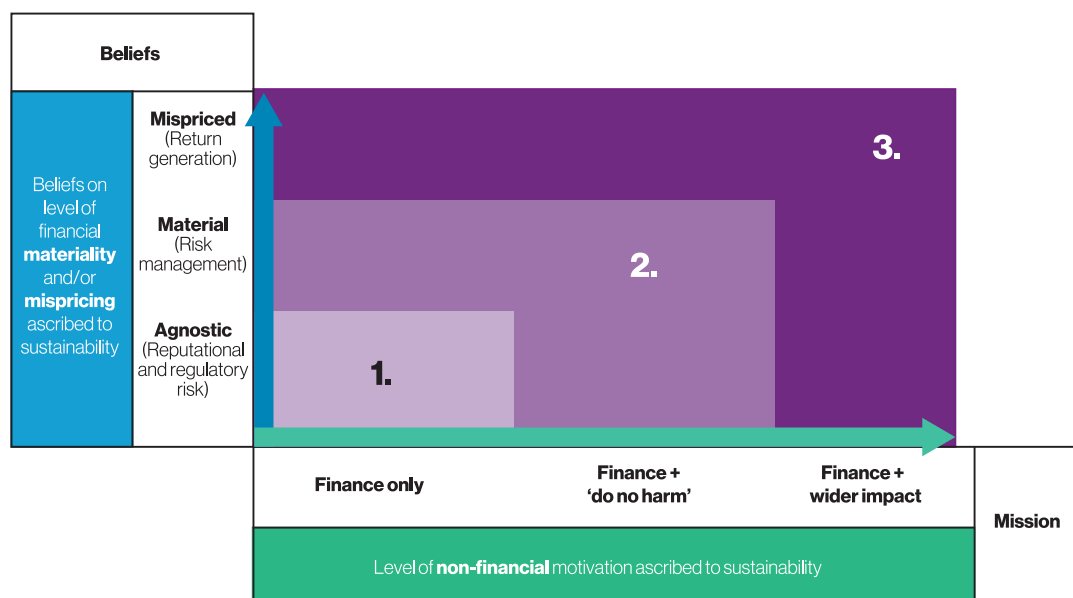 Beliefs
Beliefs on
level of
financial
materiality
and/or
mispricing
ascribed to
sustainability
Mispriced
(Return
generation)
Material
(Risk
management)
Agnostic
(Reputational
and regulatory
risk)
3.
2.
1.
Finance only
Finance +
‘do no harm’
Finance +
wider impact
Mission
Level of non-financial motivation ascribed to sustainability